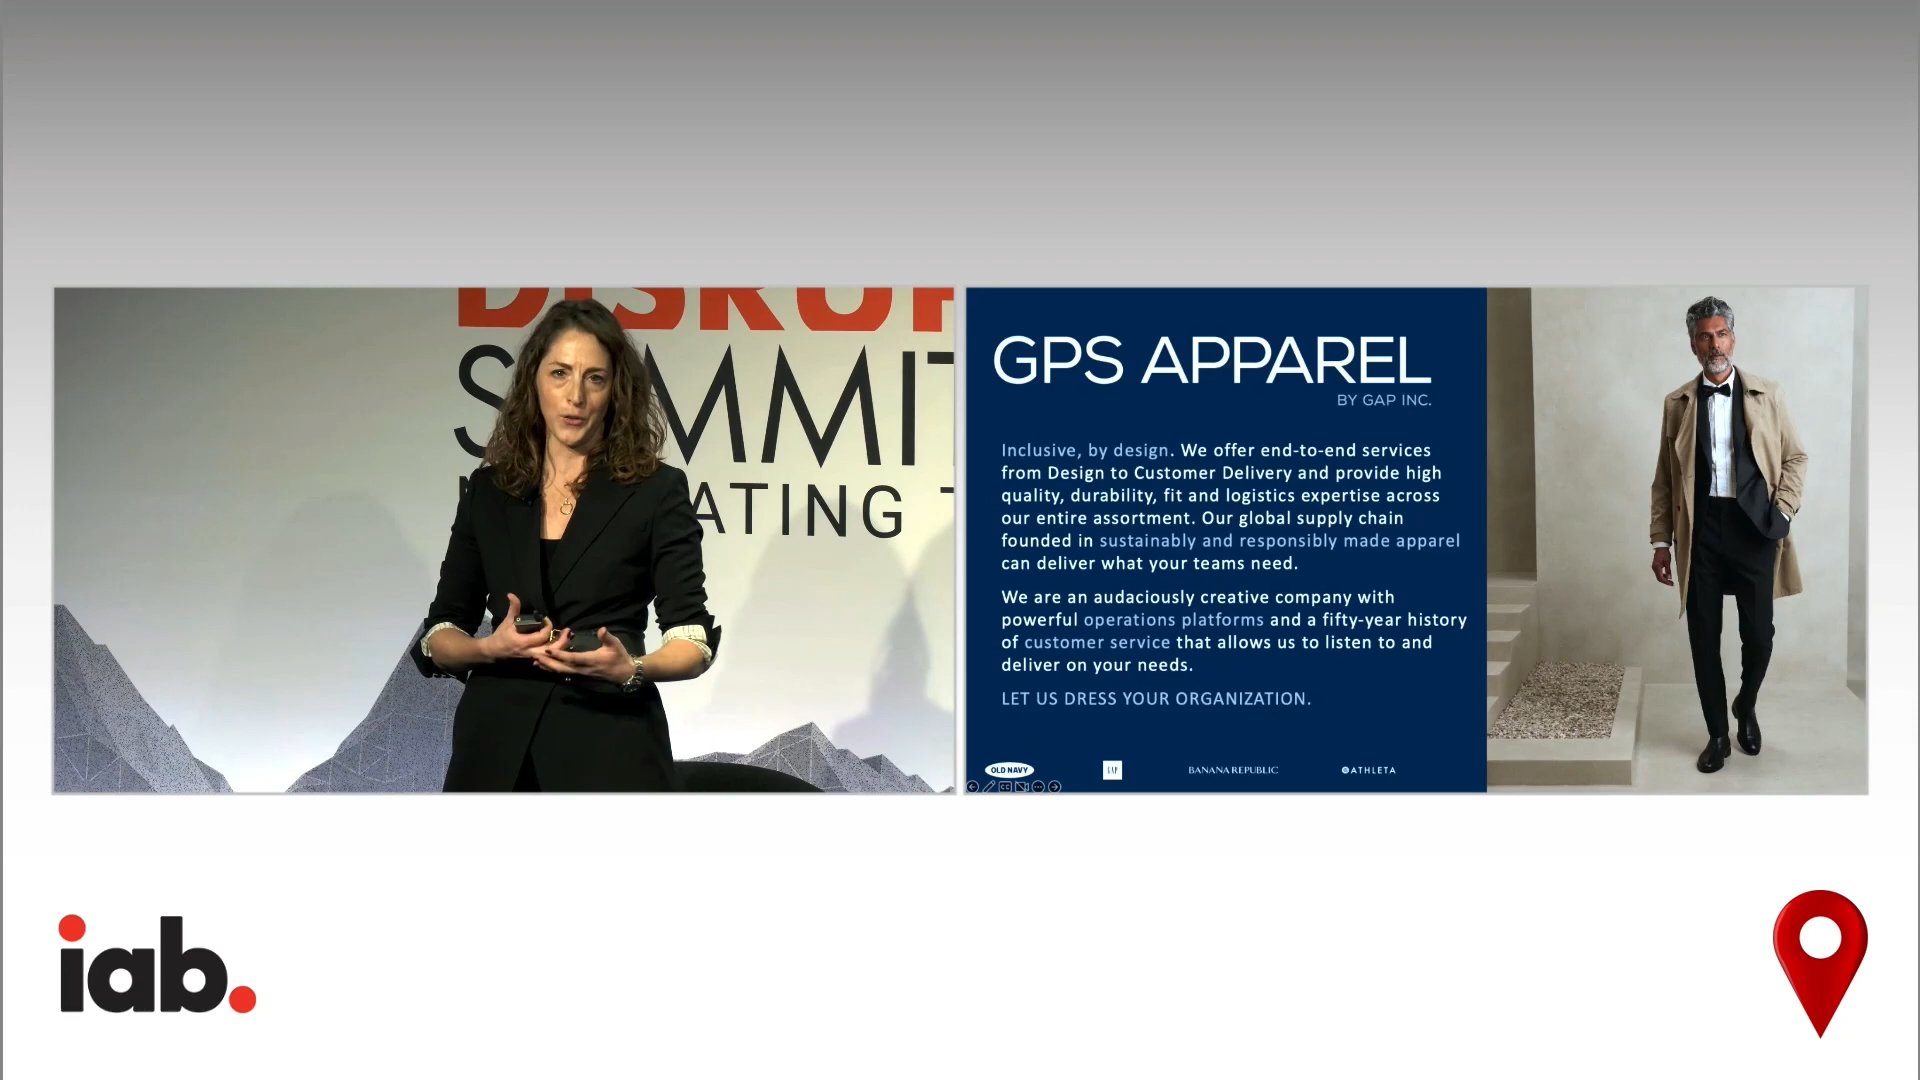 DISRUP
S MMIT
ATING T
GPS APPAREL
BY GAP INC.
Inclusive, by design. We offer end-to-end services
from Design to Customer Delivery and provide high
quality, durability, fit and logistics expertise across
our entire assortment. Our global supply chain
founded in sustainably and responsibly made apparel
can deliver what your teams need.
We are an audaciously creative company with
powerful operations platforms and a fifty-year history
of customer service that allows us to listen to and
deliver on your needs.
LET US DRESS YOUR ORGANIZATION.
OLD NAVY
GAP
BANANA REPUBLIC
ATHLETA
CC
iab.